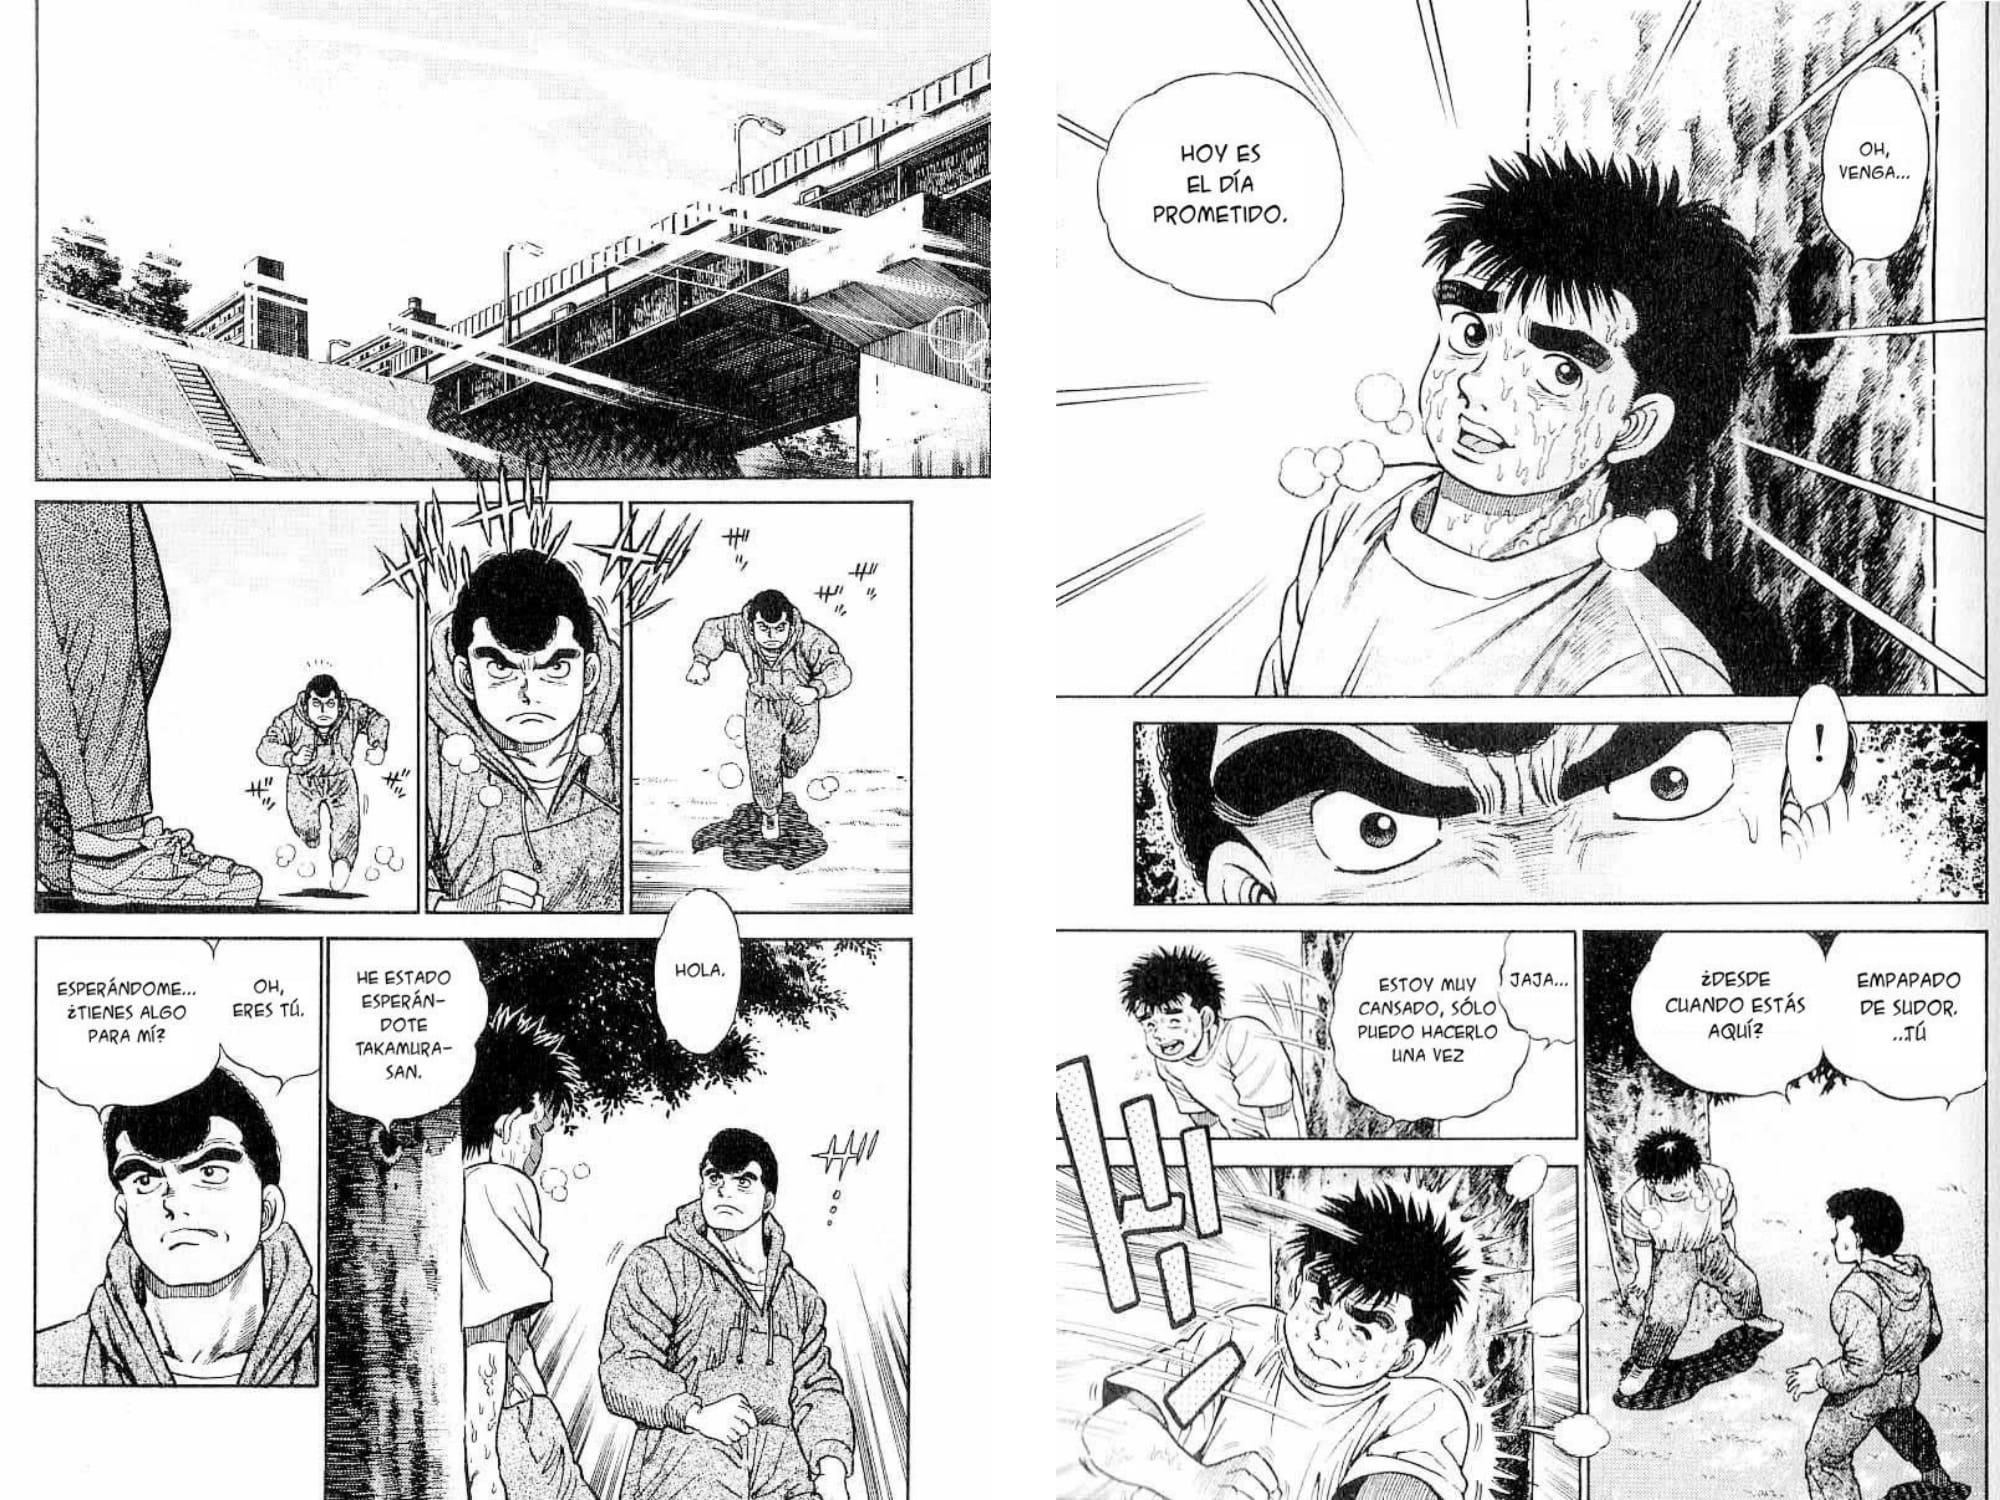 HOLA.
HE ESTADO
ESPERÁN-
DOTE
TAKAMURA-
SAN.
OH,
ERES TÚ.
ESPERÁNDOME...
¿TIENES ALGO
PARA MÍ?
OH,
VENGA...
HOY ES
EL DÍA
PROMETIDO.
!
EMPAPADO
DE SUDOR.
...TÚ
¿DESDE
CUANDO ESTÁS
AQUÍ?
JAJA...
ESTOY MUY
CANSADO, SÓLO
PUEDO HACERLO
UNA VEZ